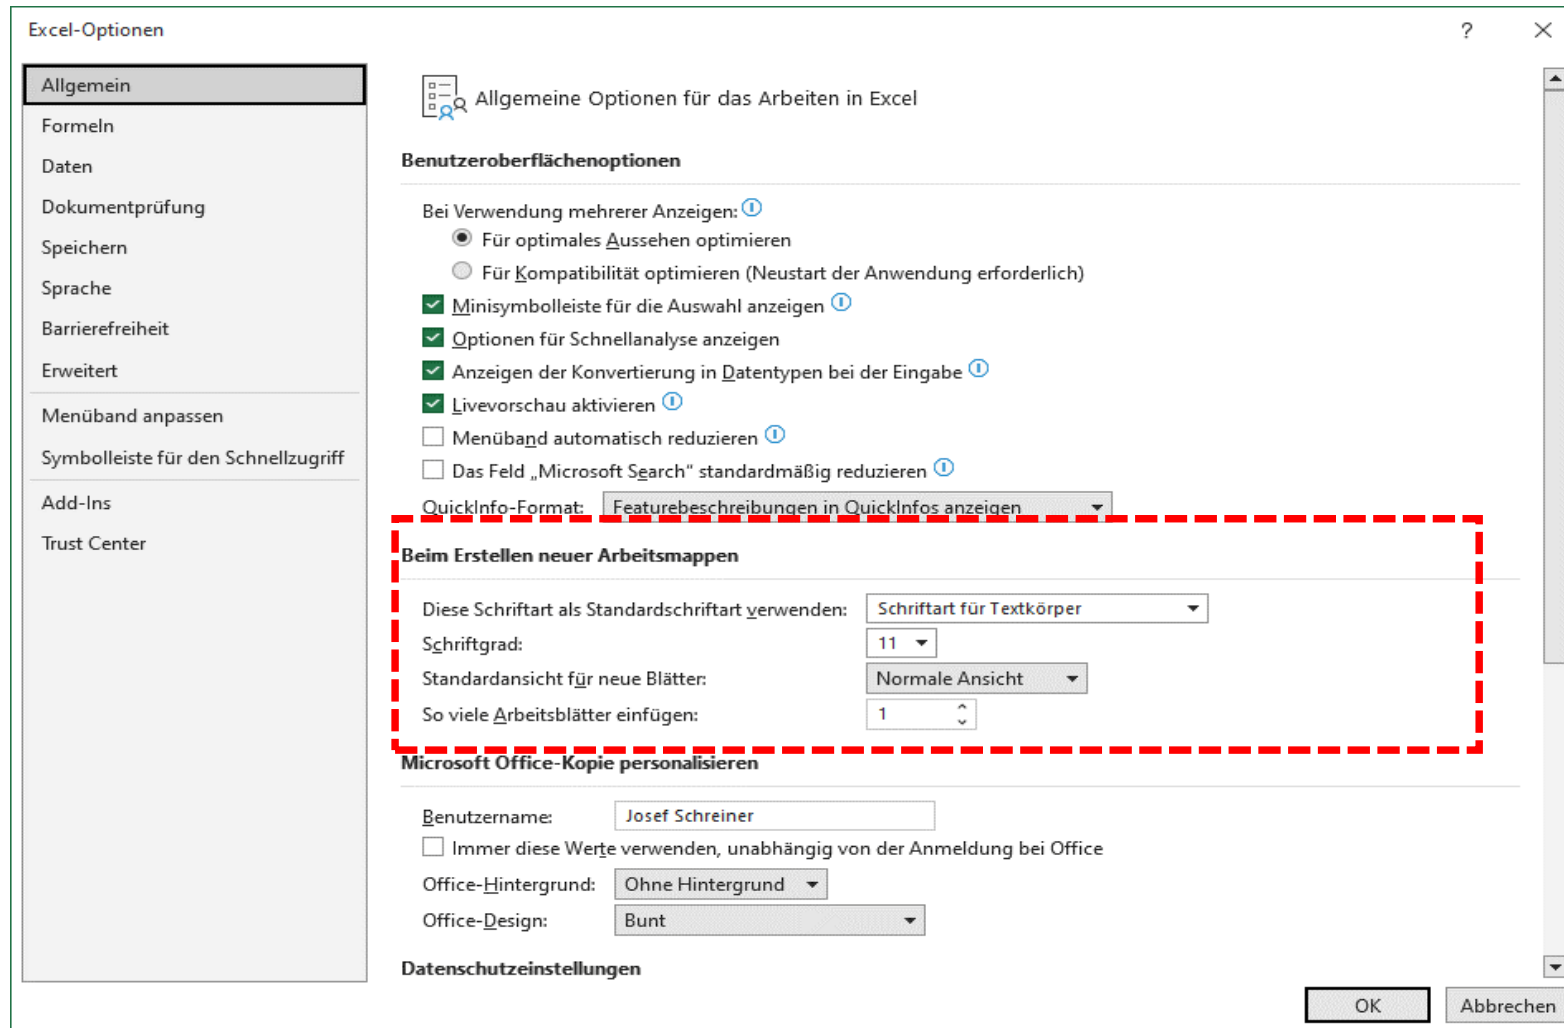 Excel-Optionen
?
Allgemein
Formeln
Daten
Dokumentprüfung
Speichern
Sprache
Barrierefreiheit
Erweitert
Menüband anpassen
Symbolleiste für den Schnellzugriff
Add-Ins
Trust Center
Allgemeine Optionen für das Arbeiten in Excel
Benutzeroberflächenoptionen
Bei Verwendung mehrerer Anzeigen:
Für optimales Aussehen optimieren
Für Kompatibilität optimieren (Neustart der Anwendung erforderlich)
Minisymbolleiste für die Auswahl anzeigen
Optionen für Schnellanalyse anzeigen
Anzeigen der Konvertierung in Datentypen bei der Eingabe
Livevorschau aktivieren
Menüband automatisch reduzieren
Das Feld „Microsoft Search“ standardmäßig reduzieren
QuickInfo-Format: Featurebeschreibungen in QuickInfos anzeigen
Beim Erstellen neuer Arbeitsmappen
Diese Schriftart als Standardschriftart verwenden: Schriftart für Textkörper
Schriftgrad: 11
Standardansicht für neue Blätter: Normale Ansicht
So viele Arbeitsblätter einfügen: 1
Microsoft Office-Kopie personalisieren
Benutzername: Josef Schreiner
Immer diese Werte verwenden, unabhängig von der Anmeldung bei Office
Office-Hintergrund: Ohne Hintergrund
Office-Design: Bunt
Datenschutzeinstellungen
OK Abbrechen